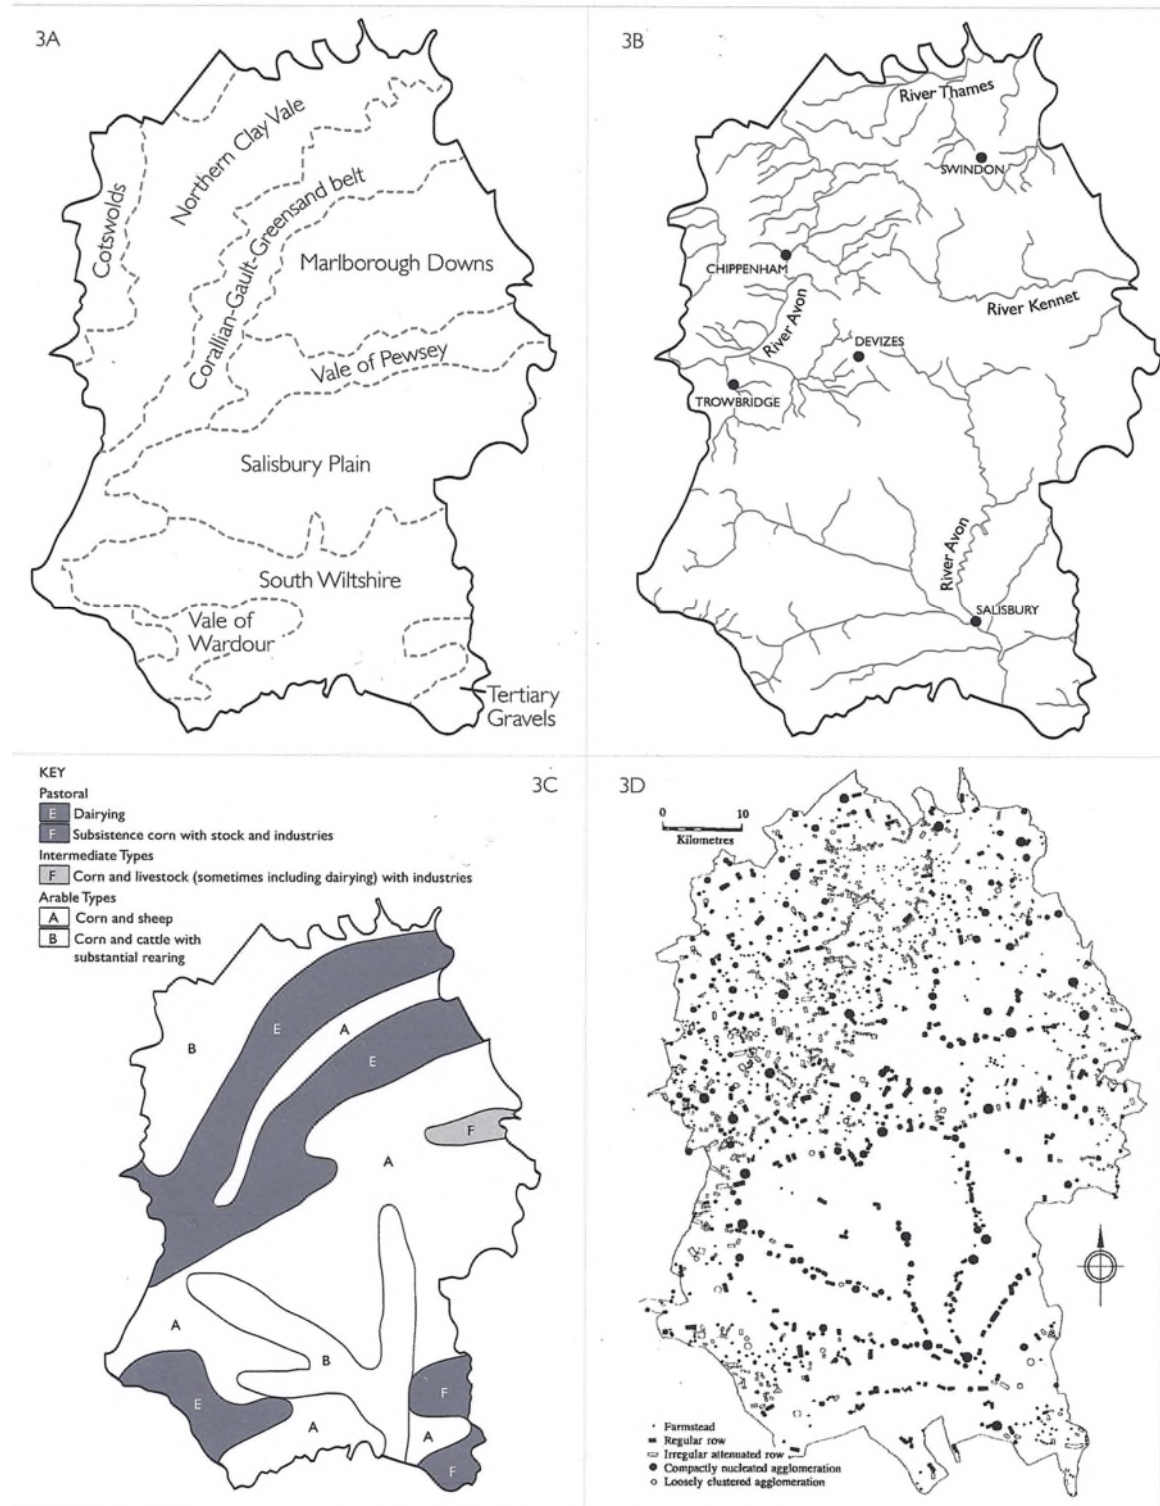 3A
Cotswolds
Northern Clay Vale
Corallian-Gault-Greensand belt
Marlborough Downs
Vale of Pewsey
Salisbury Plain
South Wiltshire
Vale of
Wardour
Tertiary
Gravels
3B
River Thames
SWINDON
CHIPPENHAM
River Avon
River Kennet
DEVIZES
TROWBRIDGE
River Avon
SALISBURY
KEY
3C
Pastoral
E Dairying
F Subsistence corn with stock and industries
Intermediate Types
F Corn and livestock (sometimes including dairying) with industries
Arable Types
A Corn and sheep
B Corn and cattle with
substantial rearing
E
A
B
E
F
A
A
B
E
F
A
A
F
3D
0 10
Kilometres
Farmstead
Regular row
Irregular attenuated row
Compactly nucleated agglomeration
Loosely clustered agglomeration